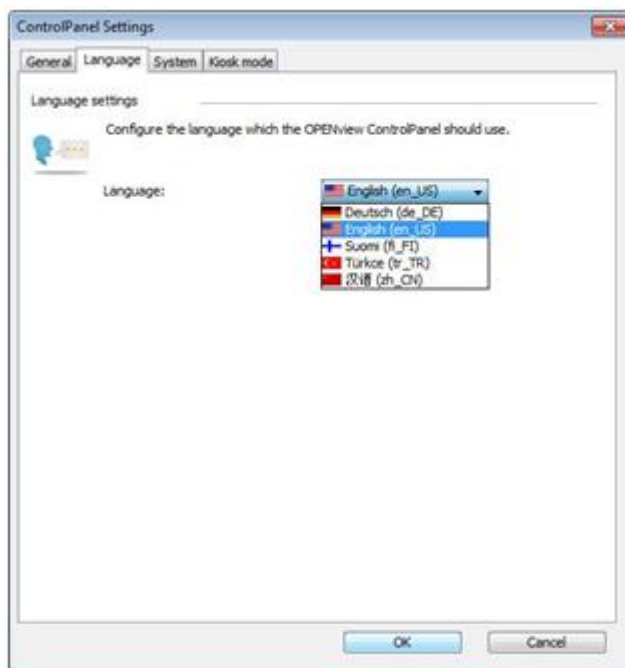 ControlPanel Settings
General Language System Kiosk mode
Language settings
Configure the language which the OPENview ControlPanel should use.
Language:
English (en_US)
Deutsch (de_DE)
English (en_US)
Suomi (fi_FI)
Türkce (tr_TR)
汉语 (zh_CN)
OK Cancel